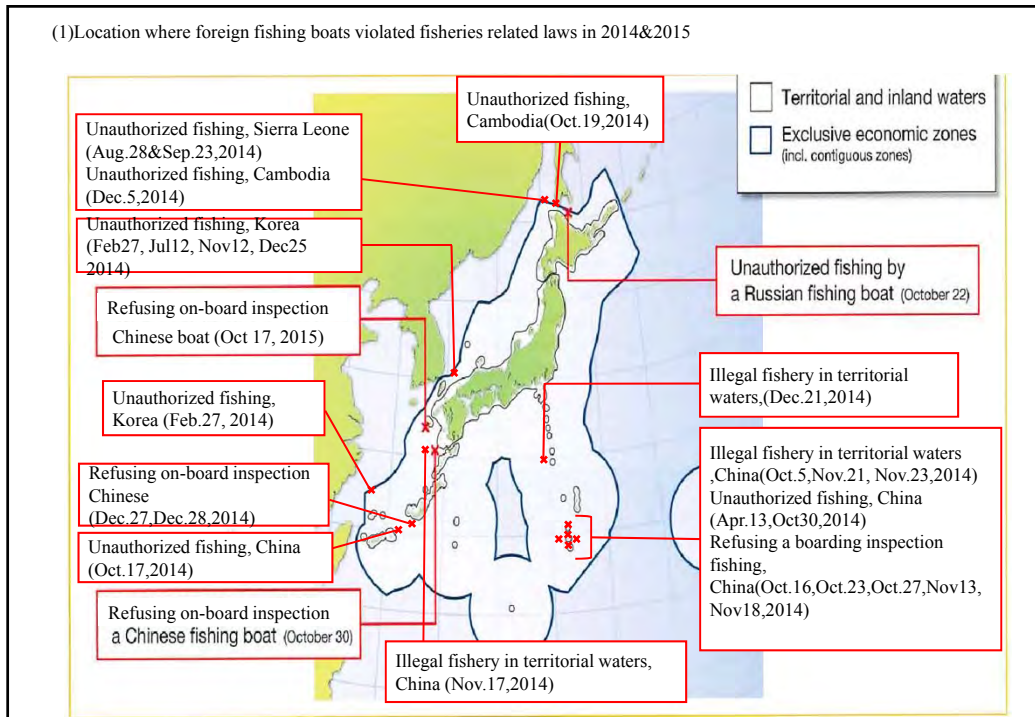 (1)Location where foreign fishing boats violated fisheries related laws in 2014&2015
Unauthorized fishing,
Cambodia(Oct.19,2014)
Territorial and inland waters
Exclusive economic zones
(incl. contiguous zones)
Unauthorized fishing, Sierra Leone
(Aug.28&Sep.23,2014)
Unauthorized fishing, Cambodia
(Dec.5,2014)
Unauthorized fishing, Korea
(Feb27, Jul12, Nov12, Dec25
2014)
Unauthorized fishing by
a Russian fishing boat (October 22)
Refusing on-board inspection
Chinese boat (Oct 17, 2015)
Illegal fishery in territorial
waters,(Dec.21,2014)
Unauthorized fishing,
Korea (Feb.27, 2014)
Illegal fishery in territorial waters
,China(Oct.5,Nov.21, Nov.23,2014)
Unauthorized fishing, China
(Apr.13,Oct30,2014)
Refusing a boarding inspection
fishing,
China(Oct.16,Oct.23,Oct.27,Nov13,
Nov18,2014)
Refusing on-board inspection
Chinese
(Dec.27,Dec.28,2014)
Unauthorized fishing, China
(Oct.17,2014)
Refusing on-board inspection
a Chinese fishing boat (October 30)
Illegal fishery in territorial waters,
China (Nov.17,2014)